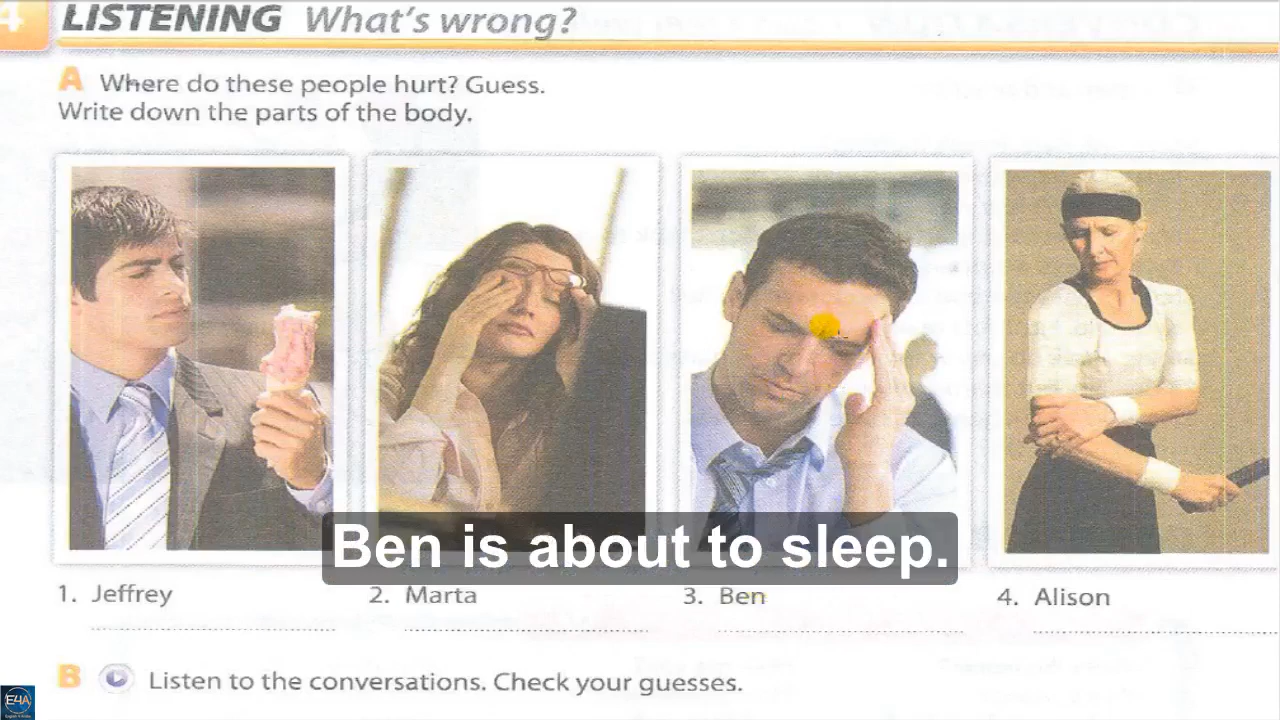 4 LISTENING What's wrong?
A Where do these people hurt? Guess.
Write down the parts of the body.
Ben is about to sleep.
1. Jeffrey
2. Marta
3. Ben
4. Alison
B Listen to the conversations. Check your guesses.
E4A